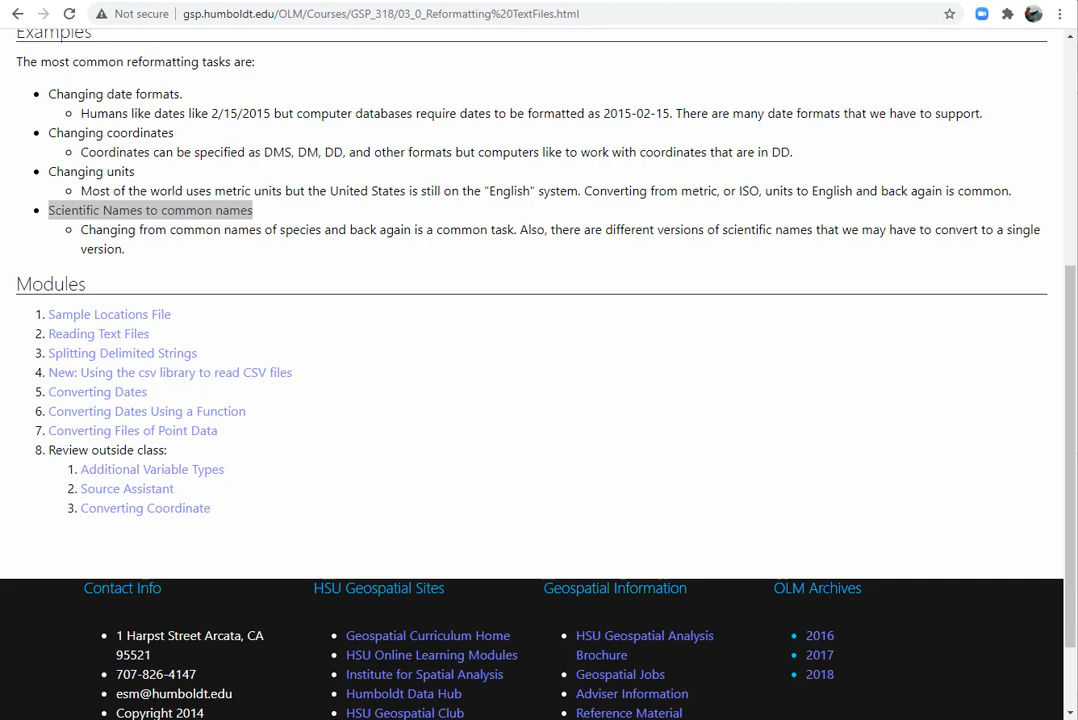 Not secure
gsp.humboldt.edu/OLM/Courses/GSP_318/03_0_Reformatting%20TextFiles.html
Examples
The most common reformatting tasks are:
Changing date formats.
Humans like dates like 2/15/2015 but computer databases require dates to be formatted as 2015-02-15. There are many date formats that we have to support.
Changing coordinates
Coordinates can be specified as DMS, DM, DD, and other formats but computers like to work with coordinates that are in DD.
Changing units
Most of the world uses metric units but the United States is still on the "English" system. Converting from metric, or ISO, units to English and back again is common.
Scientific Names to common names
Changing from common names of species and back again is a common task. Also, there are different versions of scientific names that we may have to convert to a single
version.
Modules
1. Sample Locations File
2. Reading Text Files
3. Splitting Delimited Strings
4. New: Using the csv library to read CSV files
5. Converting Dates
6. Converting Dates Using a Function
7. Converting Files of Point Data
8. Review outside class:
1. Additional Variable Types
2. Source Assistant
3. Converting Coordinate
Contact Info
1 Harpst Street Arcata, CA
95521
707-826-4147
esm@humboldt.edu
Copyright 2014
HSU Geospatial Sites
Geospatial Curriculum Home
HSU Online Learning Modules
Institute for Spatial Analysis
Humboldt Data Hub
HSU Geospatial Club
Geospatial Information
HSU Geospatial Analysis
Brochure
Geospatial Jobs
Adviser Information
Reference Material
OLM Archives
2016
2017
2018